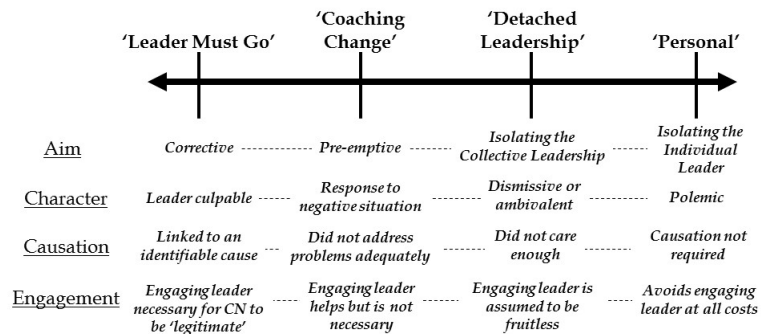 ‘Coaching ‘Detached
‘Leader Must Go’ Change’ Leadership’ ‘Personal’
Isolating the Isolating the
Aim Corrective Pre-emptive Collective Leadership Individual
Leader
Character Leader culpable Response to Dismissive or Polemic
negative situation ambivalent
Causation Linked to an Did not address Did not care Causation not
identifiable cause problems adequately enough required
Engagement Engaging leader Engaging leader Engaging leader is Avoids engaging
necessary for CN to helps but is not assumed to be leader at all costs
be ‘legitimate’ necessary fruitless